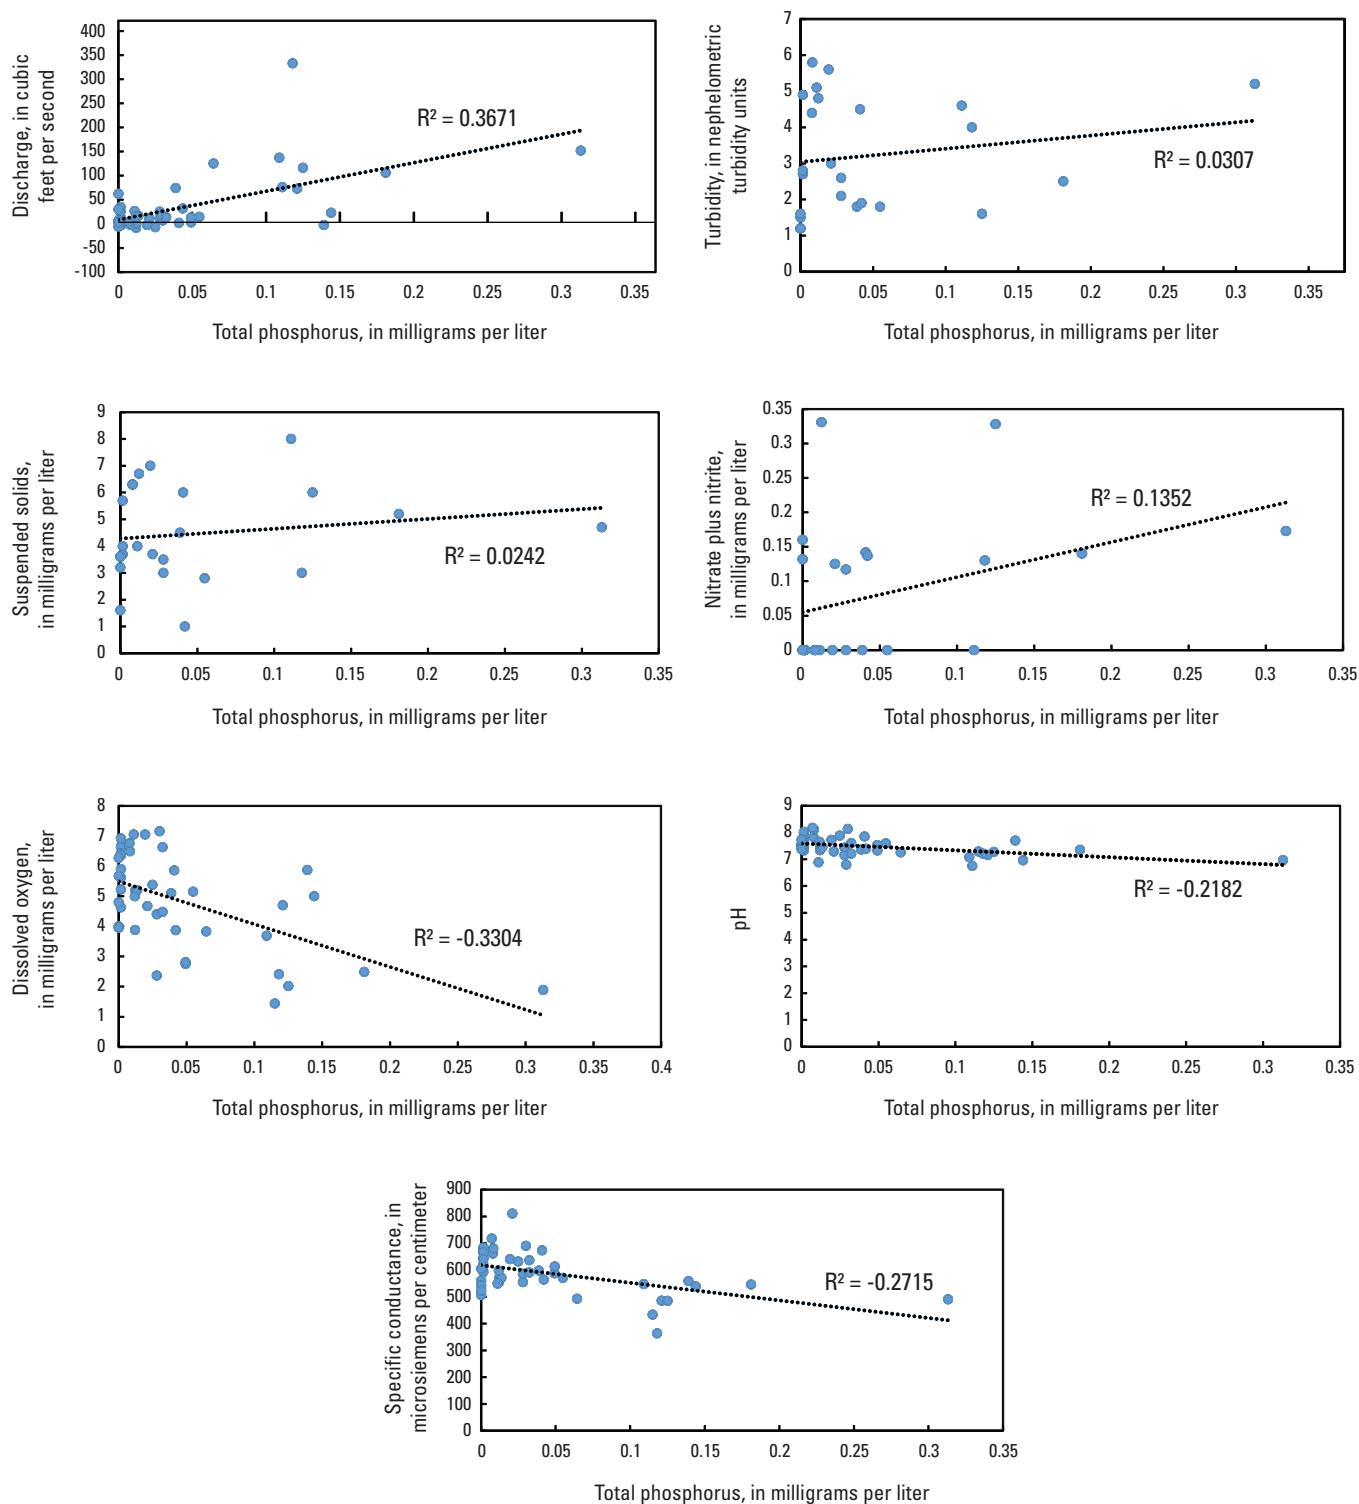 Discharge, in cubic
feet per second
400
350
300
250
200
150
100
50
0
-50
-100
R² = 0.3671
0 0.05 0.1 0.15 0.2 0.25 0.3 0.35
Total phosphorus, in milligrams per liter
Turbidity, in nephelometric
turbidity units
7
6
5
4
3
2
1
0
R² = 0.0307
0 0.05 0.1 0.15 0.2 0.25 0.3 0.35
Total phosphorus, in milligrams per liter
Suspended solids,
in milligrams per liter
9
8
7
6
5
4
3
2
1
0
R² = 0.0242
0 0.05 0.1 0.15 0.2 0.25 0.3 0.35
Total phosphorus, in milligrams per liter
Nitrate plus nitrite,
in milligrams per liter
0.35
0.3
0.25
0.2
0.15
0.1
0.05
0
R² = 0.1352
0 0.05 0.1 0.15 0.2 0.25 0.3 0.35
Total phosphorus, in milligrams per liter
Dissolved oxygen,
in milligrams per liter
8
7
6
5
4
3
2
1
0
R² = -0.3304
0 0.05 0.1 0.15 0.2 0.25 0.3 0.35 0.4
Total phosphorus, in milligrams per liter
pH
9
8
7
6
5
4
3
2
1
0
R² = -0.2182
0 0.05 0.1 0.15 0.2 0.25 0.3 0.35
Total phosphorus, in milligrams per liter
Specific conductance, in
microsiemens per centimeter
900
800
700
600
500
400
300
200
100
0
R² = -0.2715
0 0.05 0.1 0.15 0.2 0.25 0.3 0.35
Total phosphorus, in milligrams per liter